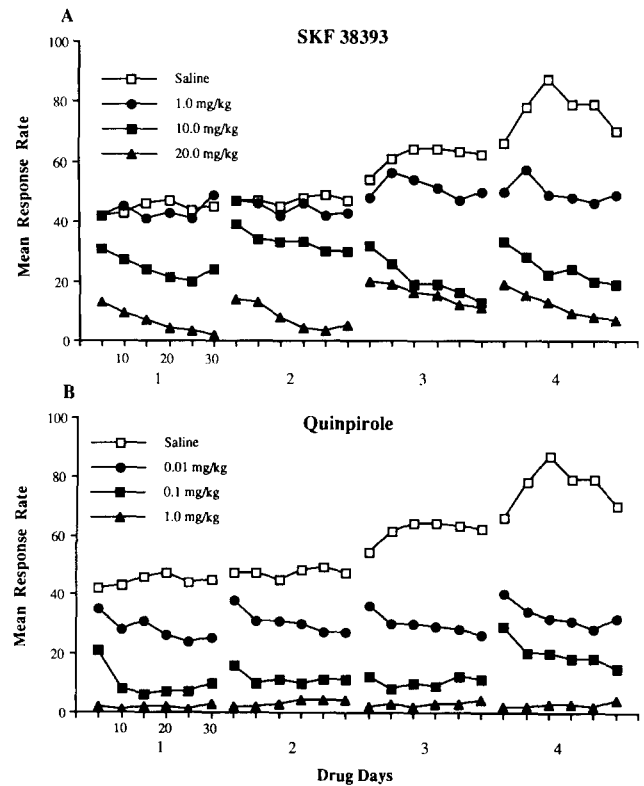 A
SKF 38393
100
80
60
40
20
0
Mean Response Rate
Saline
1.0 mg/kg
10.0 mg/kg
20.0 mg/kg
10 20 30
1 2 3 4
B
Quinpirole
100
80
60
40
20
0
Mean Response Rate
Saline
0.01 mg/kg
0.1 mg/kg
1.0 mg/kg
10 20 30
1 2 3 4
Drug Days